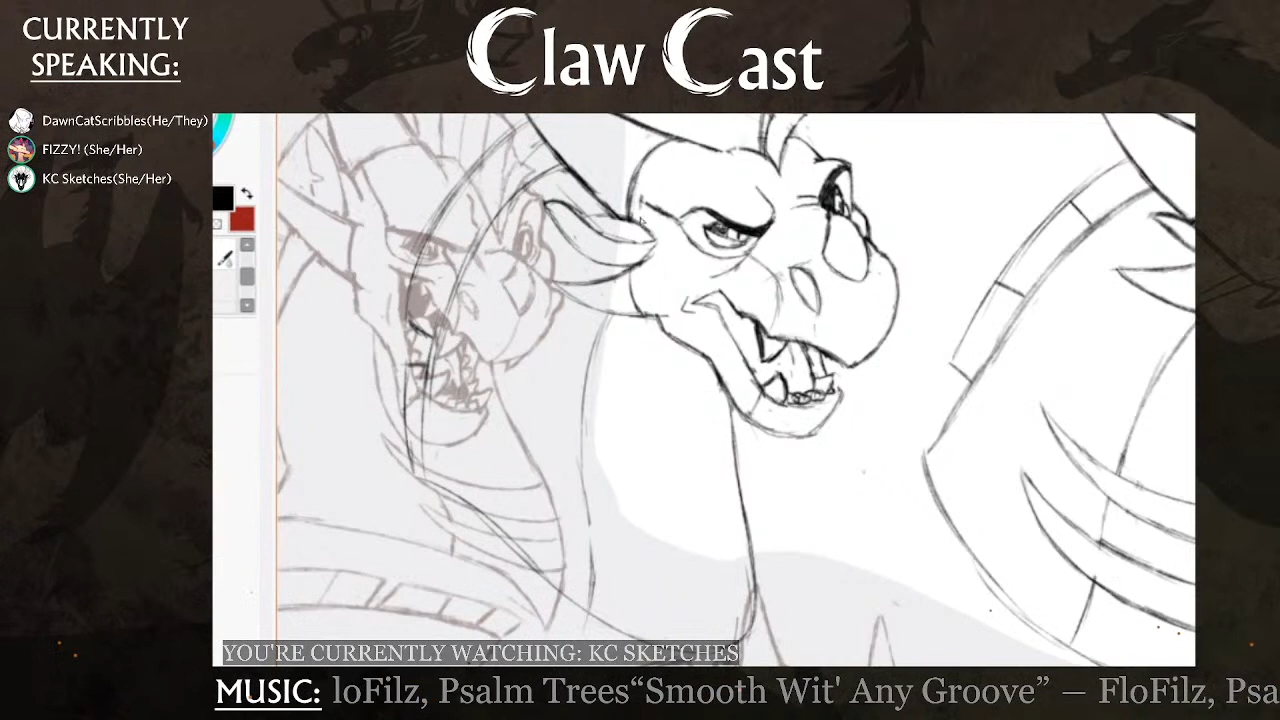 CURRENTLY
SPEAKING:
Claw Cast
DawnCatScribbles(He/They)
FIZZY! (She/Her)
KC Sketches(She/Her)
YOU'RE CURRENTLY WATCHING: KC SKETCHES
MUSIC: loFilz, Psalm Trees“Smooth Wit' Any Groove” — FloFilz, Psa